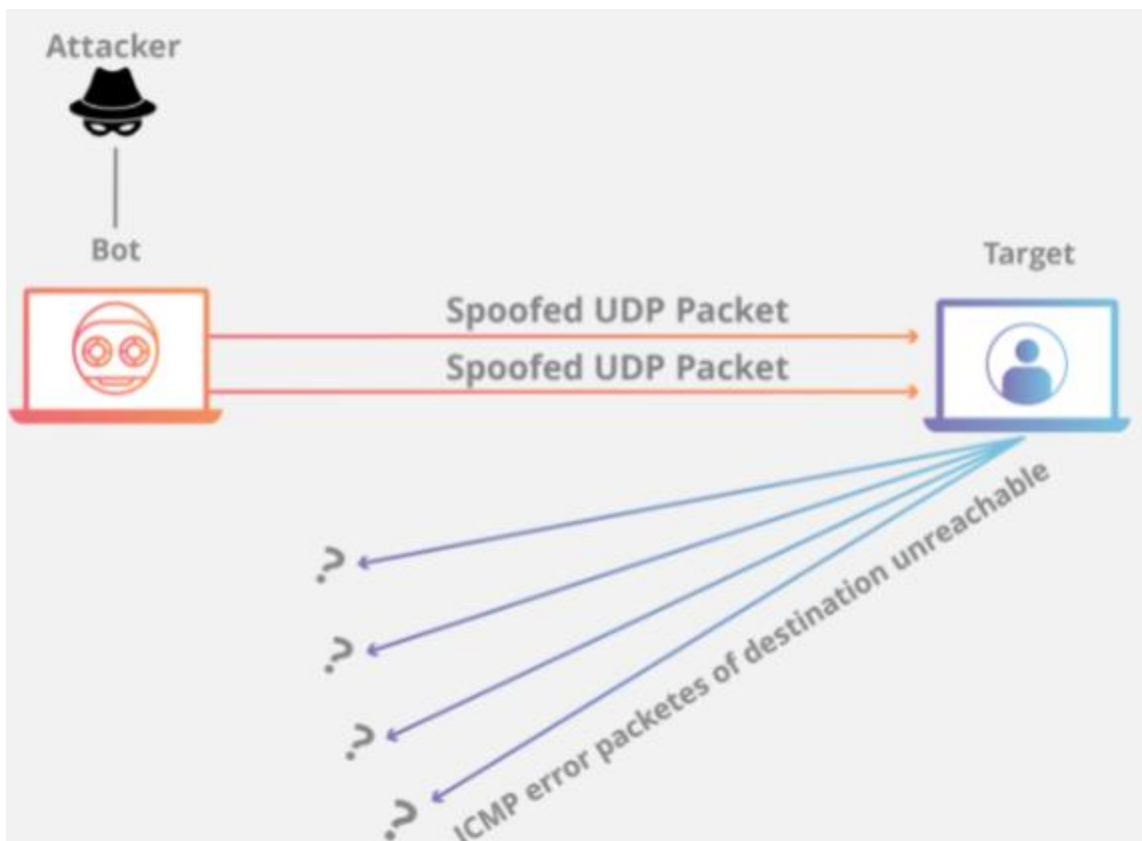 Attacker
Bot
Target
Spoofed UDP Packet
Spoofed UDP Packet
?
?
?
?
ICMP error packetes of destination unreachable